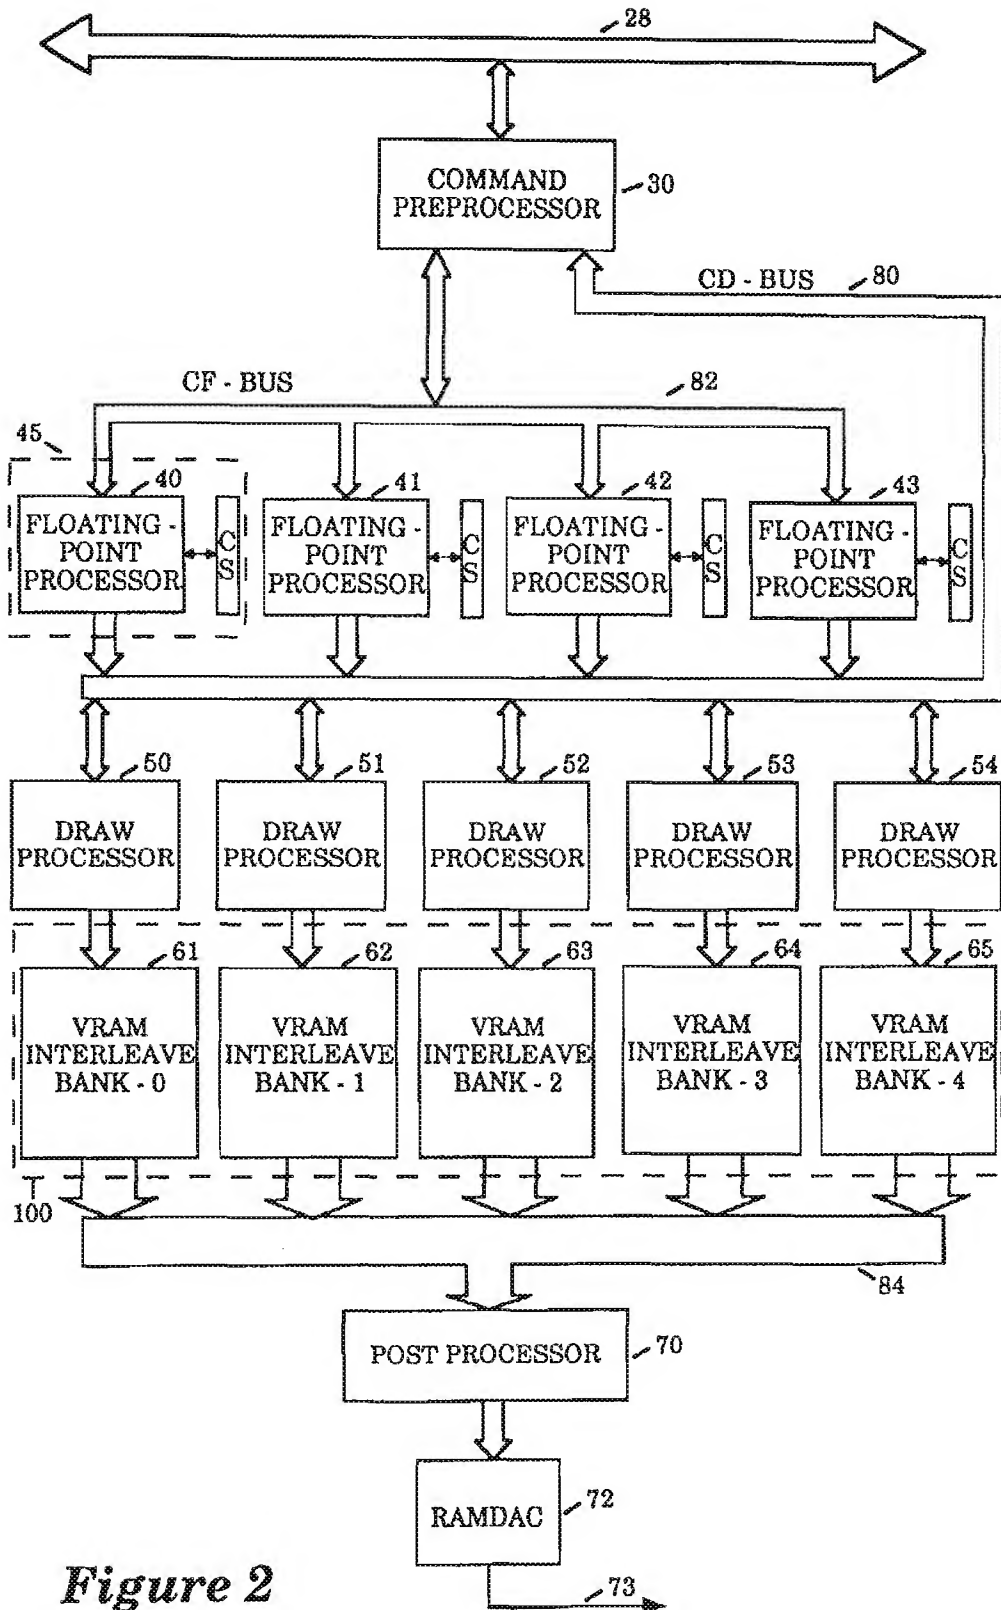 28
COMMAND
PREPROCESSOR
30
CD - BUS
80
CF - BUS
82
45
40
41
42
43
FLOATING -
POINT
PROCESSOR
CS
FLOATING -
POINT
PROCESSOR
CS
FLOATING -
POINT
PROCESSOR
CS
FLOATING -
POINT
PROCESSOR
CS
50
51
52
53
54
DRAW
PROCESSOR
DRAW
PROCESSOR
DRAW
PROCESSOR
DRAW
PROCESSOR
DRAW
PROCESSOR
61
62
63
64
65
VRAM
INTERLEAVE
BANK - 0
VRAM
INTERLEAVE
BANK - 1
VRAM
INTERLEAVE
BANK - 2
VRAM
INTERLEAVE
BANK - 3
VRAM
INTERLEAVE
BANK - 4
100
84
POST PROCESSOR
70
RAMDAC
72
73
Figure 2